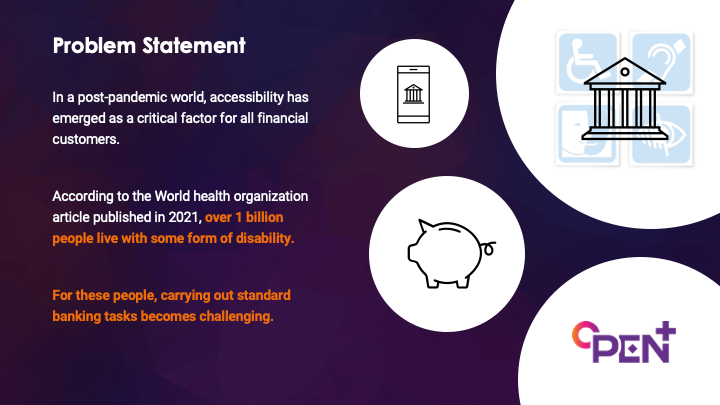 Problem Statement
In a post-pandemic world, accessibility has
emerged as a critical factor for all financial
customers.
According to the World health organization
article published in 2021, over 1 billion
people live with some form of disability.
For these people, carrying out standard
banking tasks becomes challenging.
OPEN+